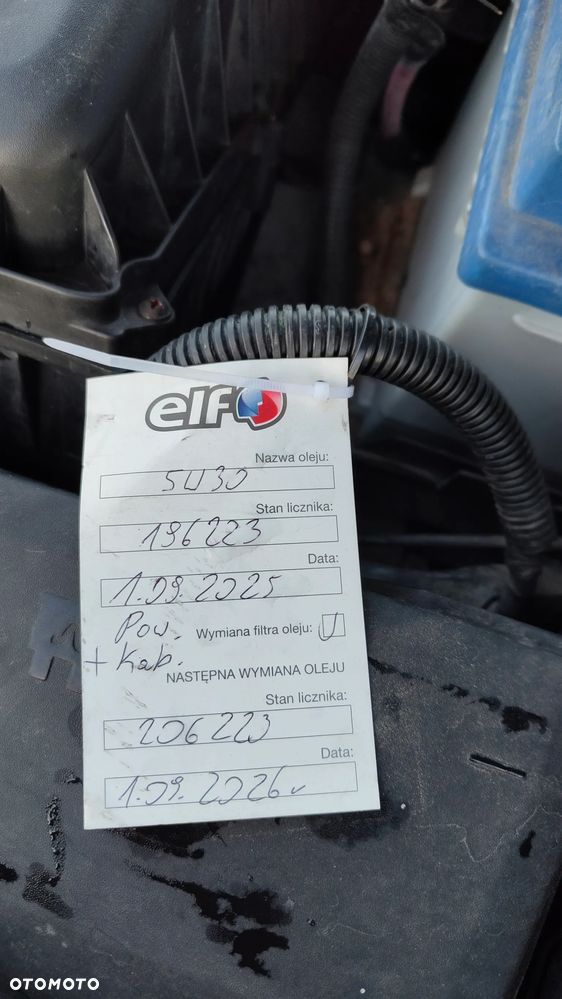 elf
Nazwa oleju:
5W30
Stan licznika:
196223
Data:
1.09.2025
Pow. Wymiana filtra oleju: V
+ Kab.
NASTĘPNA WYMIANA OLEJU
Stan licznika:
206223
Data:
1.09.2026r
OTOMOTO